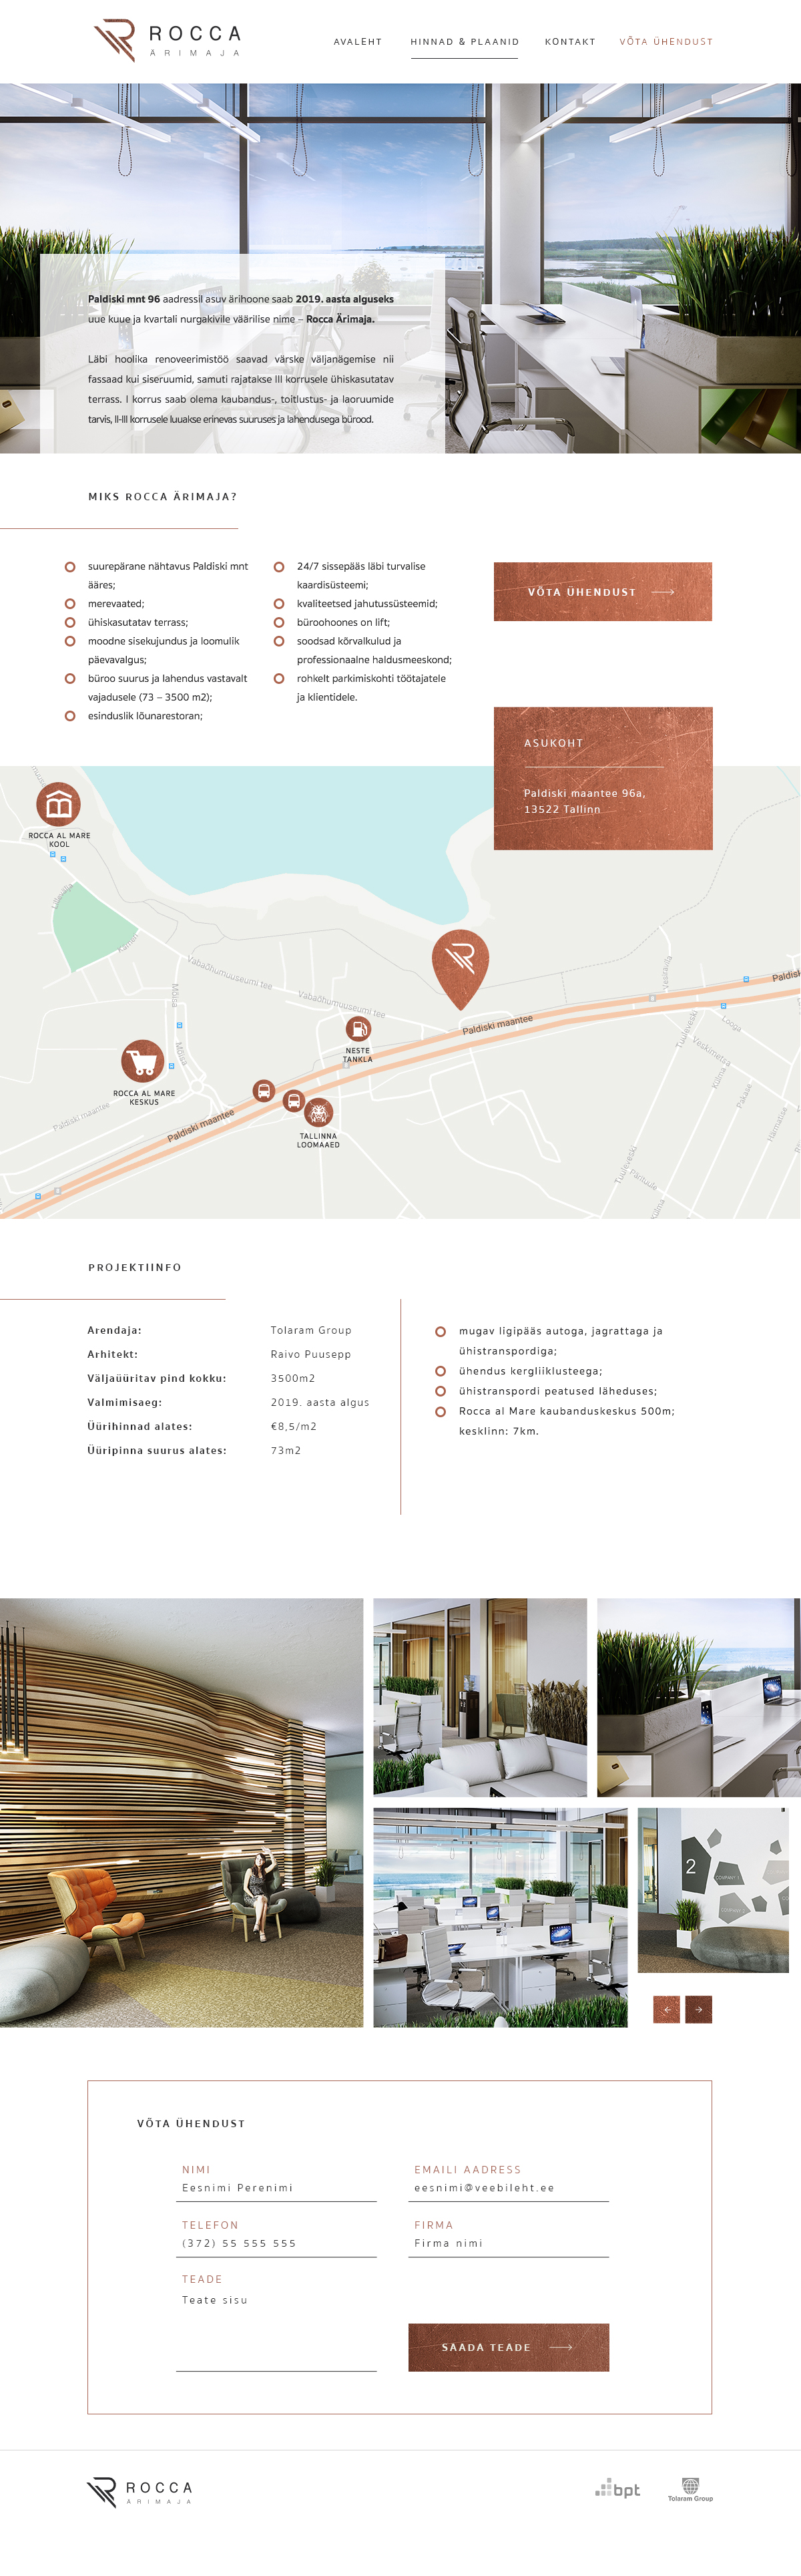 ROCCA
ÄRIMAJA
AVALEHT
HINNAD & PLAANID
KONTAKT
VÕTA ÜHENDUST
Paldiski mnt 96 aadressil asuv ärihoone saab 2019. aasta alguseks
uue kuue ja kvartali nurgakivile väärilise nime – Rocca Ärimaja.
Läbi hoolika renoveerimistöö saavad värske väljanägemise nii
fassaad kui siseruumid, samuti rajatakse III korrusele ühiskasutatav
terrass. I korrus saab olema kaubandus-, toitlustus- ja laoruumide
tarvis, II-III korrusele luuakse erinevas suuruses ja lahendusega bürood.
MIKS ROCCA ÄRIMAJA?
suurepärane nähtavus Paldiski mnt
ääres;
merevaated;
ühiskasutatav terrass;
moodne sisekujundus ja loomulik
päevavalgus;
büroo suurus ja lahendus vastavalt
vajadusele (73 – 3500 m2);
esinduslik lõunarestoran;
24/7 sissepääs läbi turvalise
kaardisüsteemi;
kvaliteetsed jahutussüsteemid;
büroohoones on lift;
soodsad kõrvalkulud ja
professionaalne haldusmeeskond;
rohkelt parkimiskohti töötajatele
ja klientidele.
VÕTA ÜHENDUST
ASUKOHT
Paldiski maantee 96a,
13522 Tallinn
ROCCA AL MARE
KOOL
Vabaõhumuuseumi tee
Vabaõhumuuseumi tee
Mõisa
Mõisa
Paldiski maantee
NESTE
TANKLA
ROCCA AL MARE
KESKUS
Paldiski maantee
Paldiski maantee
TALLINNA
LOOMAAED
Tuuleveski
Looga
Veskimetsa
Külma
Tuuleveski
Päriluule
Külma
PROJEKTIINFO
Arendaja: Tolaram Group
Arhitekt: Raivo Puusepp
Väljaüüritav pind kokku: 3500m2
Valmimisaeg: 2019. aasta algus
Üürihinnad alates: €8,5/m2
Üüripinna suurus alates: 73m2
mugav ligipääs autoga, jagrattaga ja
ühistranspordiga;
ühendus kergliiklusteega;
ühistranspordi peatused läheduses;
Rocca al Mare kaubanduskeskus 500m;
kesklinn: 7km.
2
VÕTA ÜHENDUST
NIMI
Eesnimi Perenimi
EMAILI AADRESS
eesnimi@veebileht.ee
TELEFON
(372) 55 555 555
FIRMA
Firma nimi
TEADE
Teate sisu
SAADA TEADE
ROCCA
ÄRIMAJA
bpt
Tolaram Group